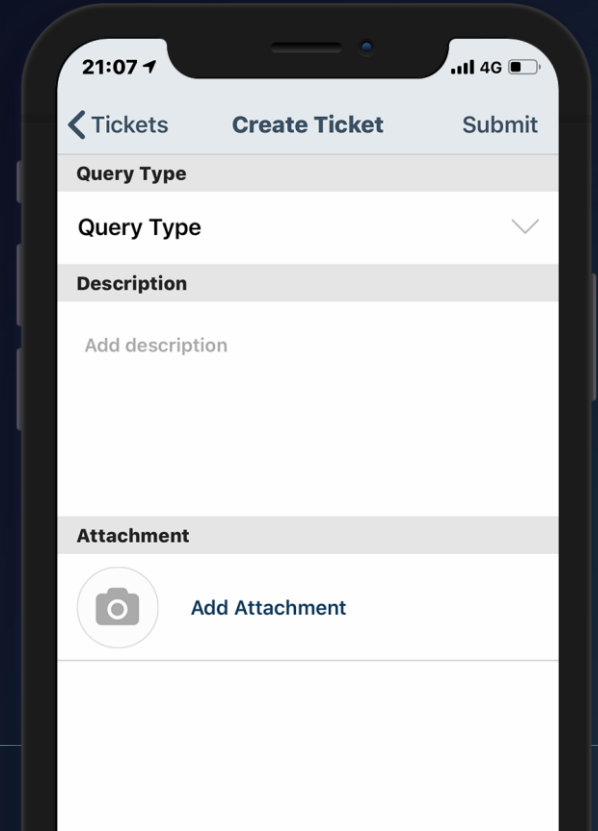 21:07 4G
Tickets Create Ticket Submit
Query Type
Query Type
Description
Add description
Attachment
Add Attachment